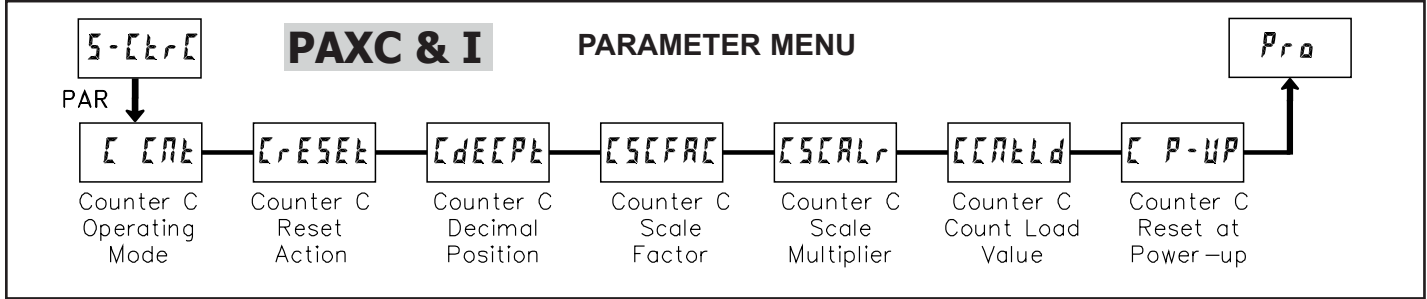 5-CtrC
PAXC & I
PARAMETER MENU
Pro
PAR
C CNt
CrESEt
CdECPt
CSCFAC
CSCALr
CCNtLd
C P-UP
Counter C
Operating
Mode
Counter C
Reset
Action
Counter C
Decimal
Position
Counter C
Scale
Factor
Counter C
Scale
Multiplier
Counter C
Count Load
Value
Counter C
Reset at
Power-up